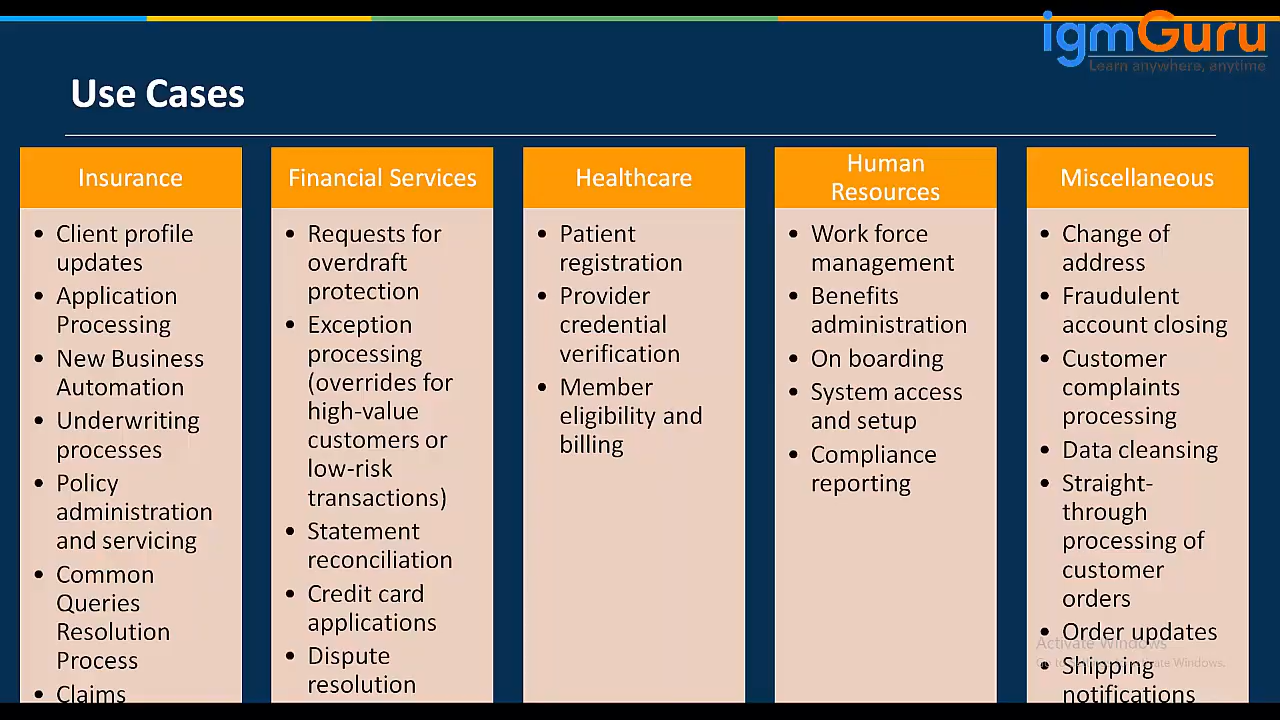 igmGuru
Learn anywhere, anytime
Use Cases
Insurance
• Client profile
updates
• Application
Processing
• New Business
Automation
• Underwriting
processes
• Policy
administration
and servicing
• Common
Queries
Resolution
Process
• Claims
Financial Services
• Requests for
overdraft
protection
• Exception
processing
(overrides for
high-value
customers or
low-risk
transactions)
• Statement
reconciliation
• Credit card
applications
• Dispute
resolution
Healthcare
• Patient
registration
• Provider
credential
verification
• Member
eligibility and
billing
Human
Resources
• Work force
management
• Benefits
administration
• On boarding
• System access
and setup
• Compliance
reporting
Miscellaneous
• Change of
address
• Fraudulent
account closing
• Customer
complaints
processing
• Data cleansing
• Straight-
through
processing of
customer
orders
• Order updates
• Shipping
notifications
Activate Windows
Windows.